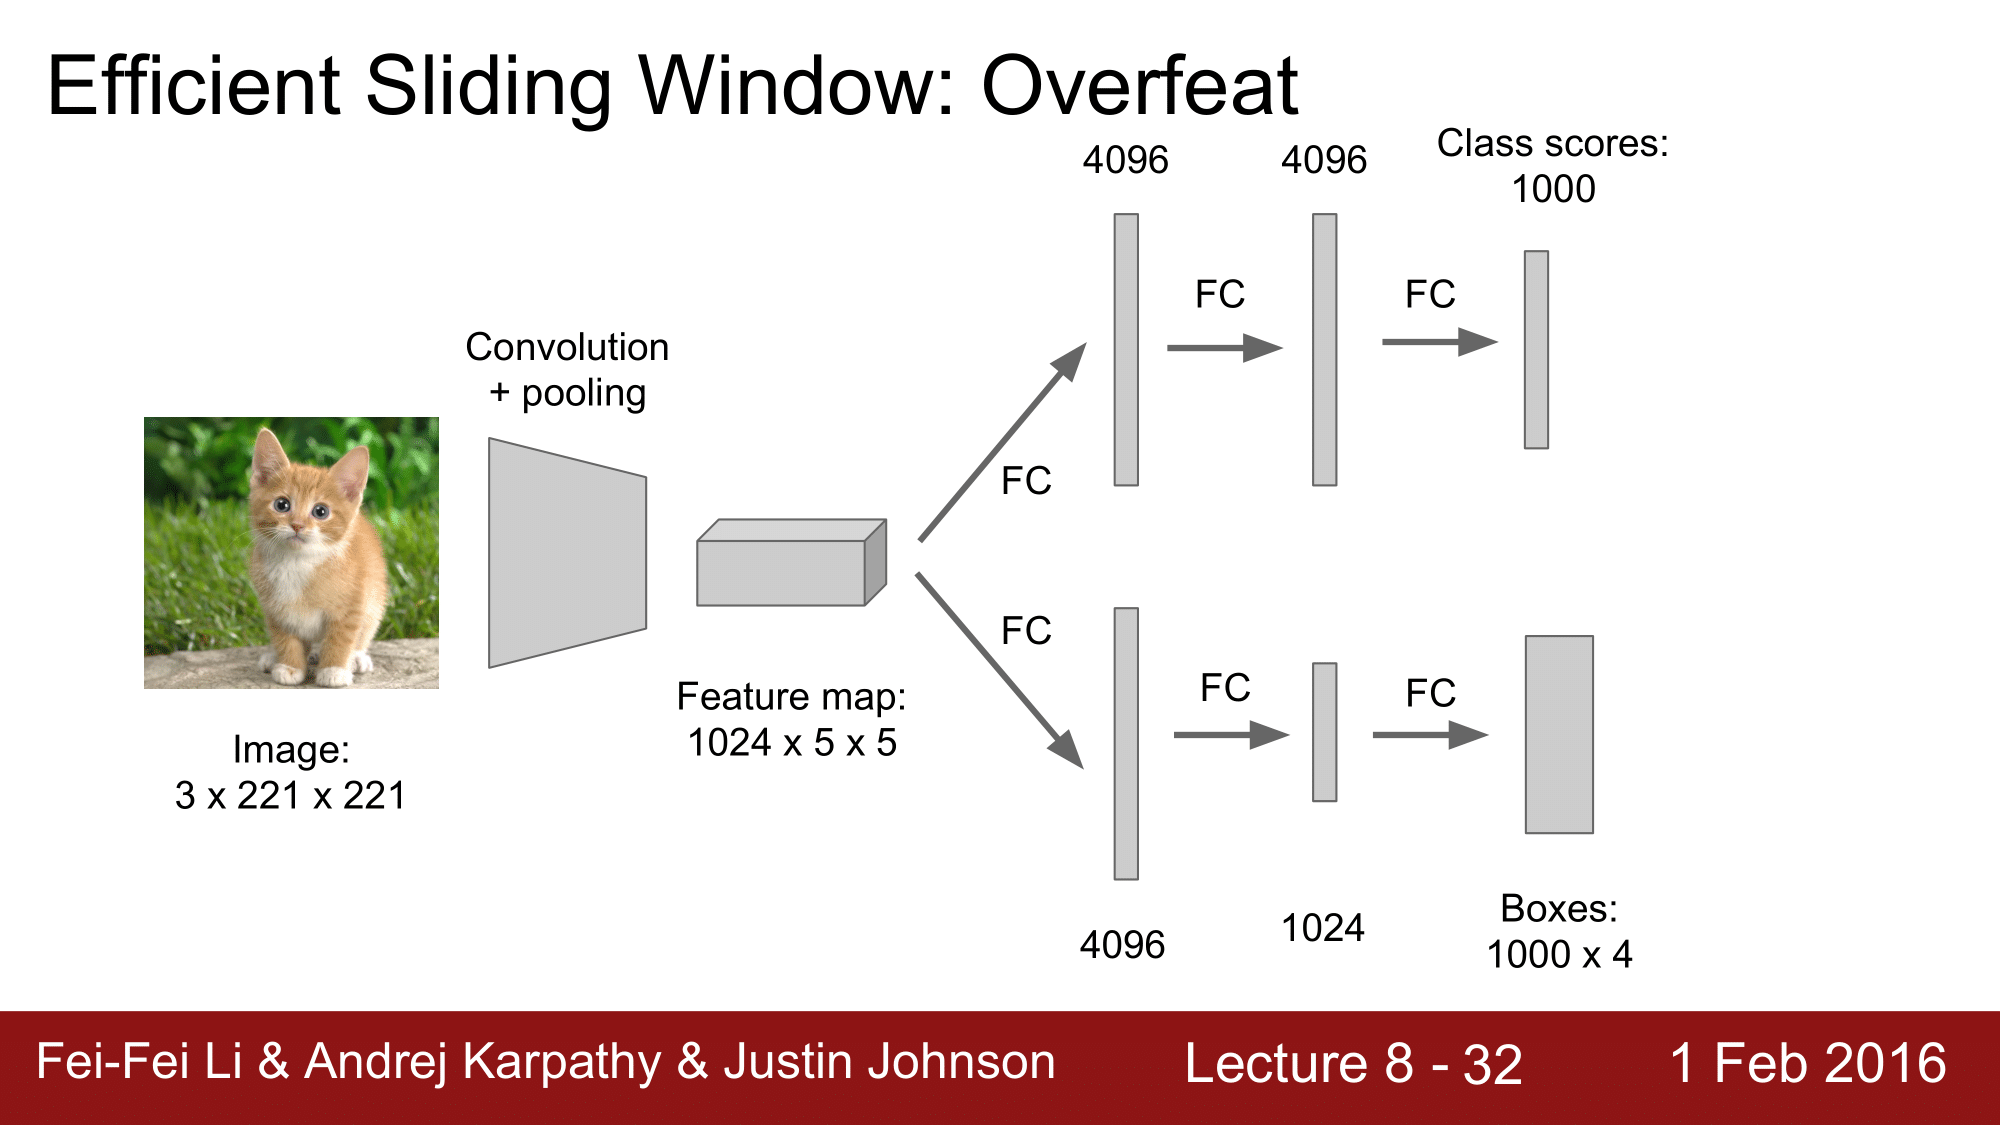 Efficient Sliding Window: Overfeat
4096
4096
Class scores:
1000
FC
FC
Convolution
+ pooling
FC
Image:
3 x 221 x 221
Feature map:
1024 x 5 x 5
FC
FC
FC
4096
1024
Boxes:
1000 x 4
Fei-Fei Li & Andrej Karpathy & Justin Johnson
Lecture 8 - 32
1 Feb 2016